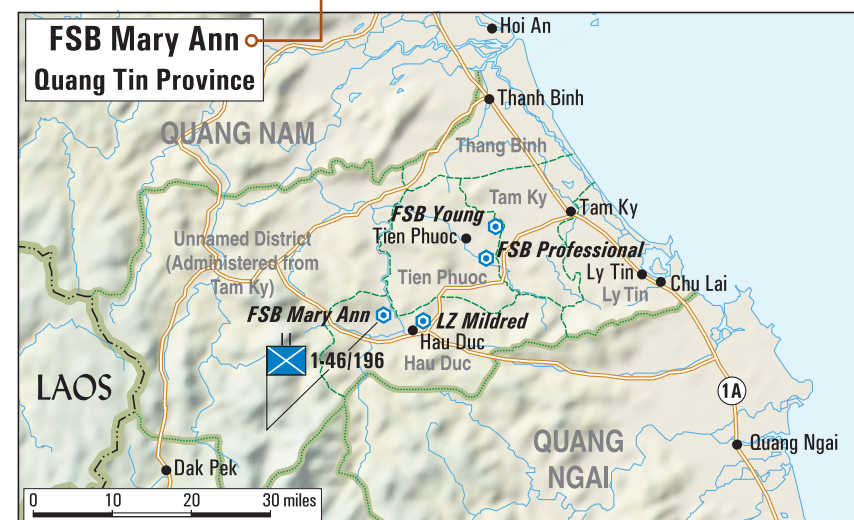 FSB Mary Ann
Quang Tin Province
Hoi An
Thanh Binh
QUANG NAM
Thang Binh
Tam Ky
Tam Ky
FSB Young
Tien Phuoc
FSB Professional
Unnamed District
(Administered from
Tam Ky)
Tien Phuoc
Ly Tin
Chu Lai
Ly Tin
FSB Mary Ann
LZ Mildred
Hau Duc
1-46/196
Hau Duc
LAOS
1A
QUANG
NGAI
Quang Ngai
Dak Pek
0 10 20 30 miles